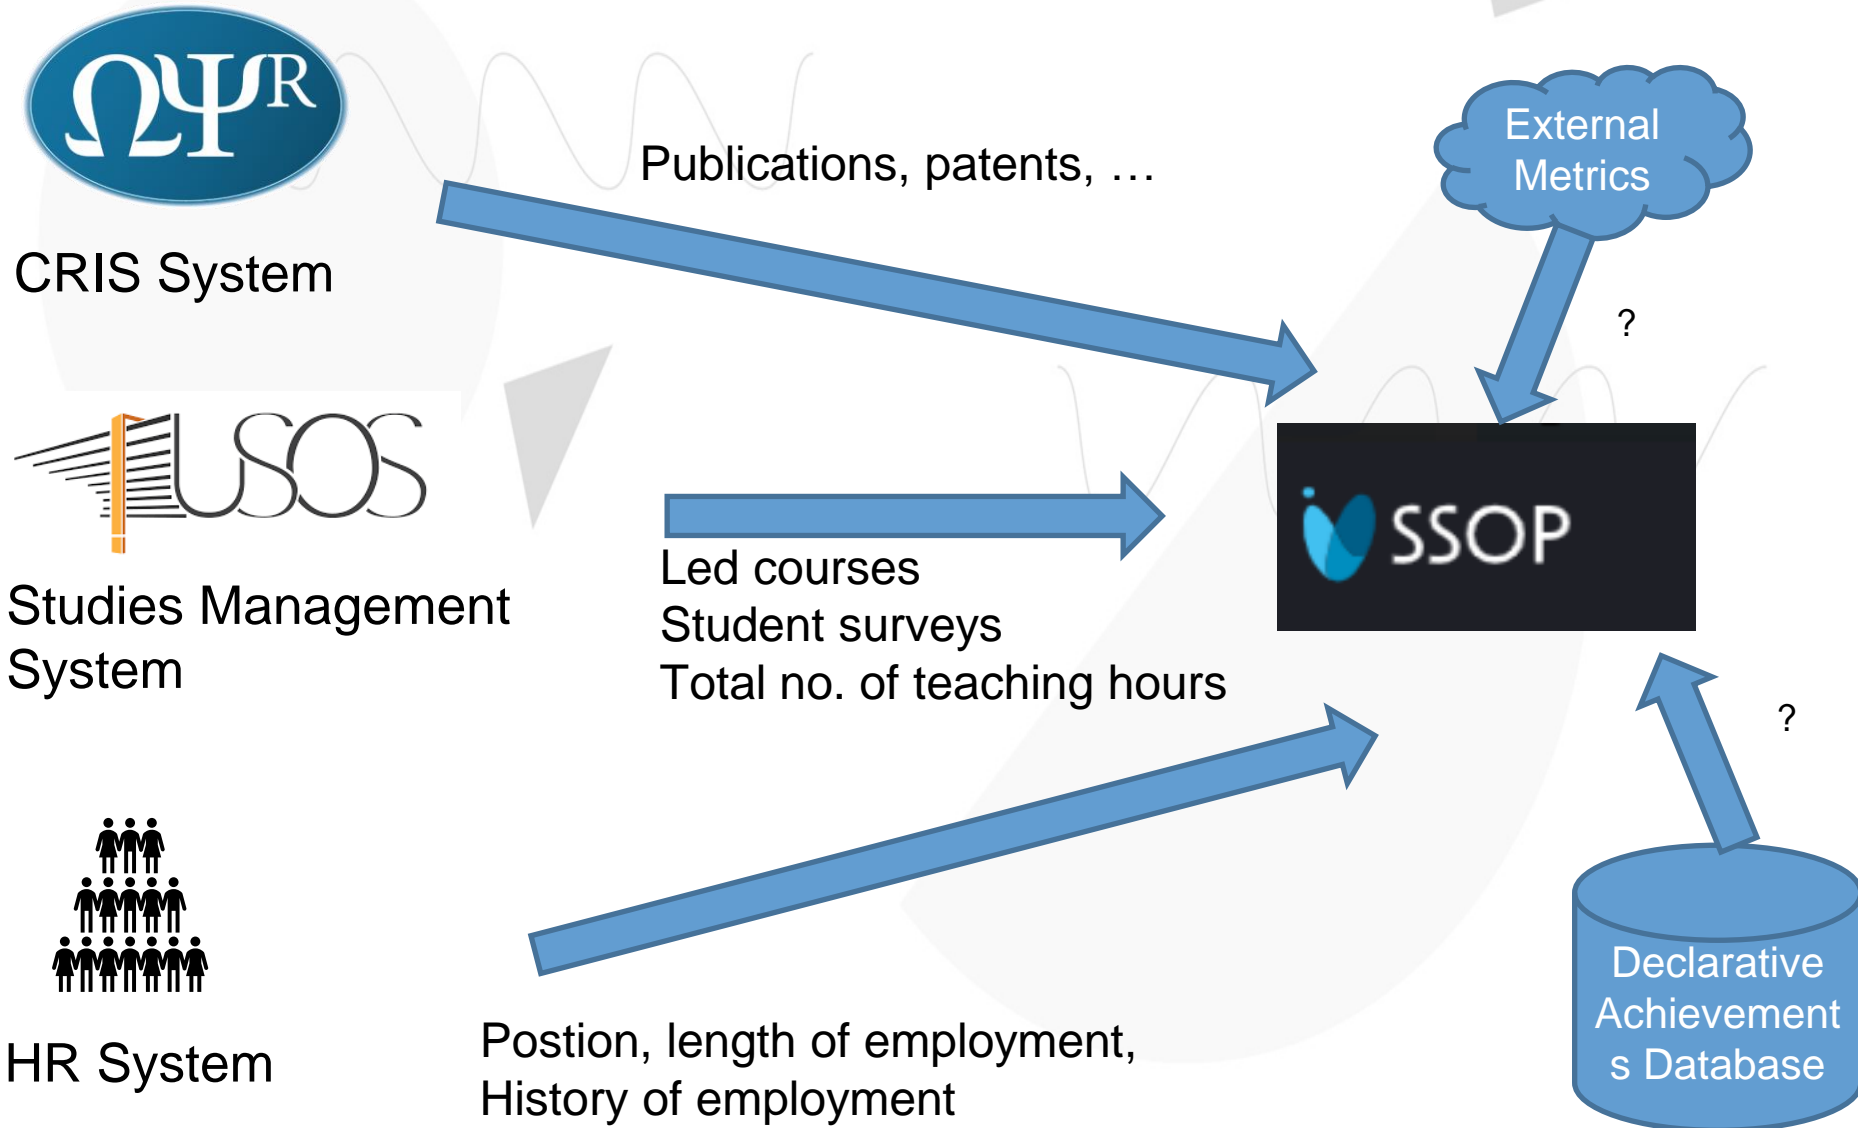 ΩΨR
CRIS System
Publications, patents, …
External
Metrics
?
USOS
Studies Management
System
Led courses
Student surveys
Total no. of teaching hours
SSOP
?
HR System
Postion, length of employment,
History of employment
Declarative
Achievement
s Database